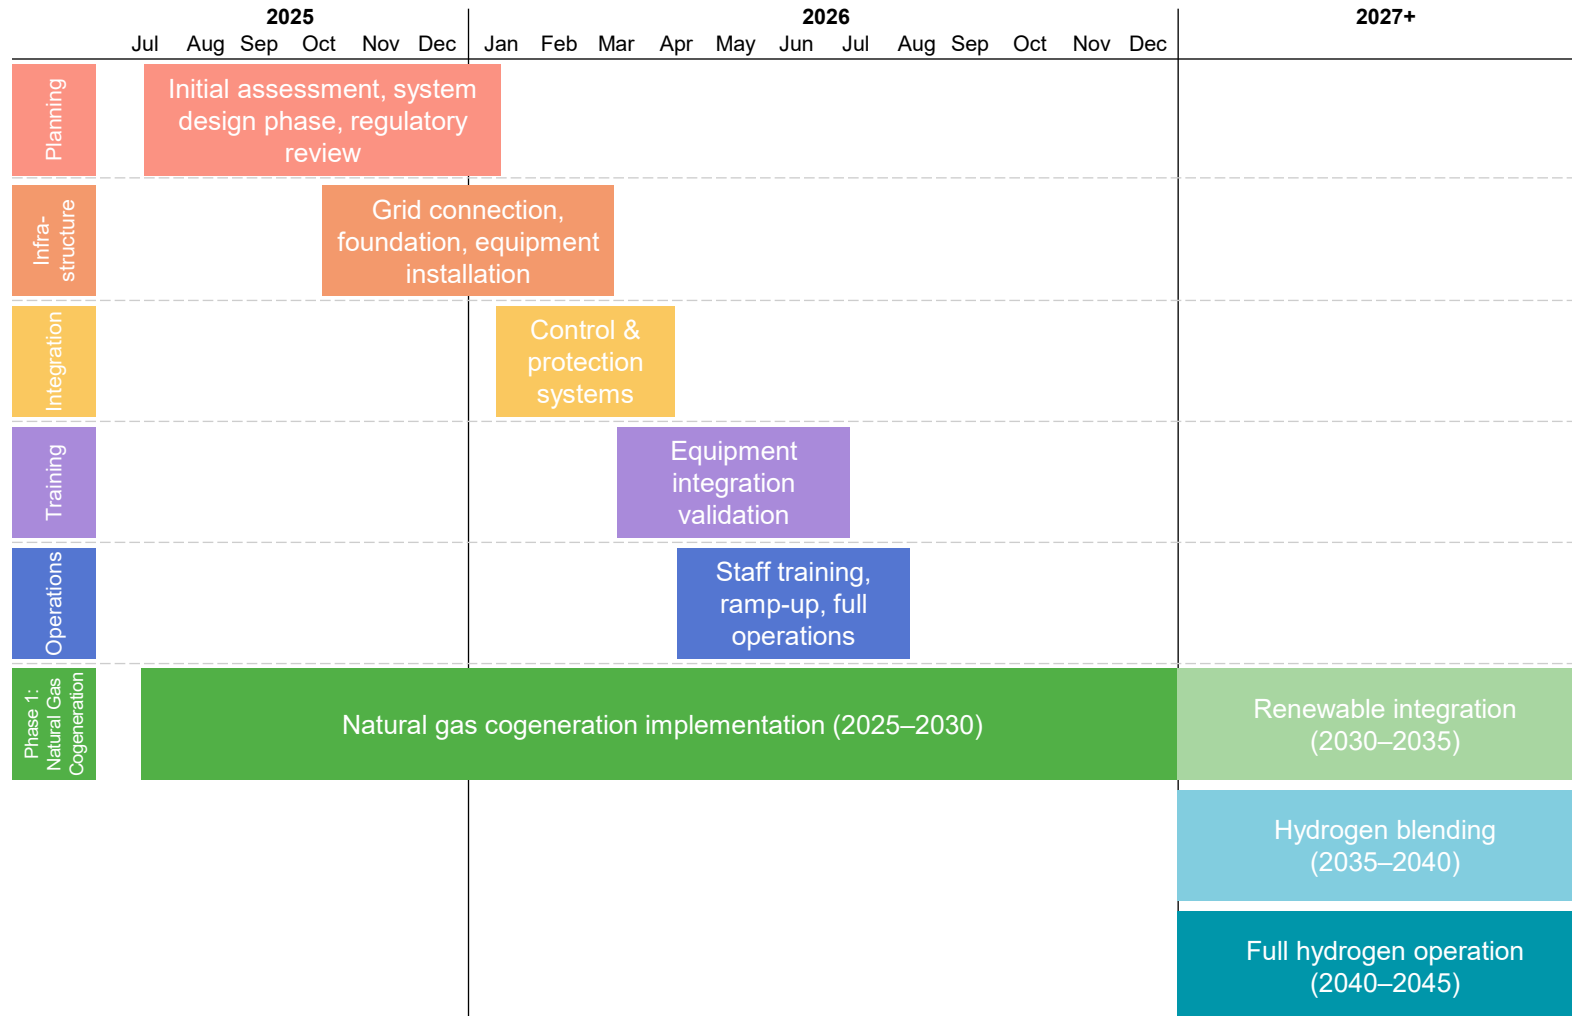 2025 2026 2027+
Jul Aug Sep Oct Nov Dec Jan Feb Mar Apr May Jun Jul Aug Sep Oct Nov Dec
Planning
Initial assessment, system
design phase, regulatory
review
Infra-
structure
Grid connection,
foundation, equipment
installation
Integration
Control &
protection
systems
Training
Equipment
integration
validation
Operations
Staff training,
ramp-up, full
operations
Phase 1:
Natural Gas
Cogeneration
Natural gas cogeneration implementation (2025–2030)
Renewable integration
(2030–2035)
Hydrogen blending
(2035–2040)
Full hydrogen operation
(2040–2045)